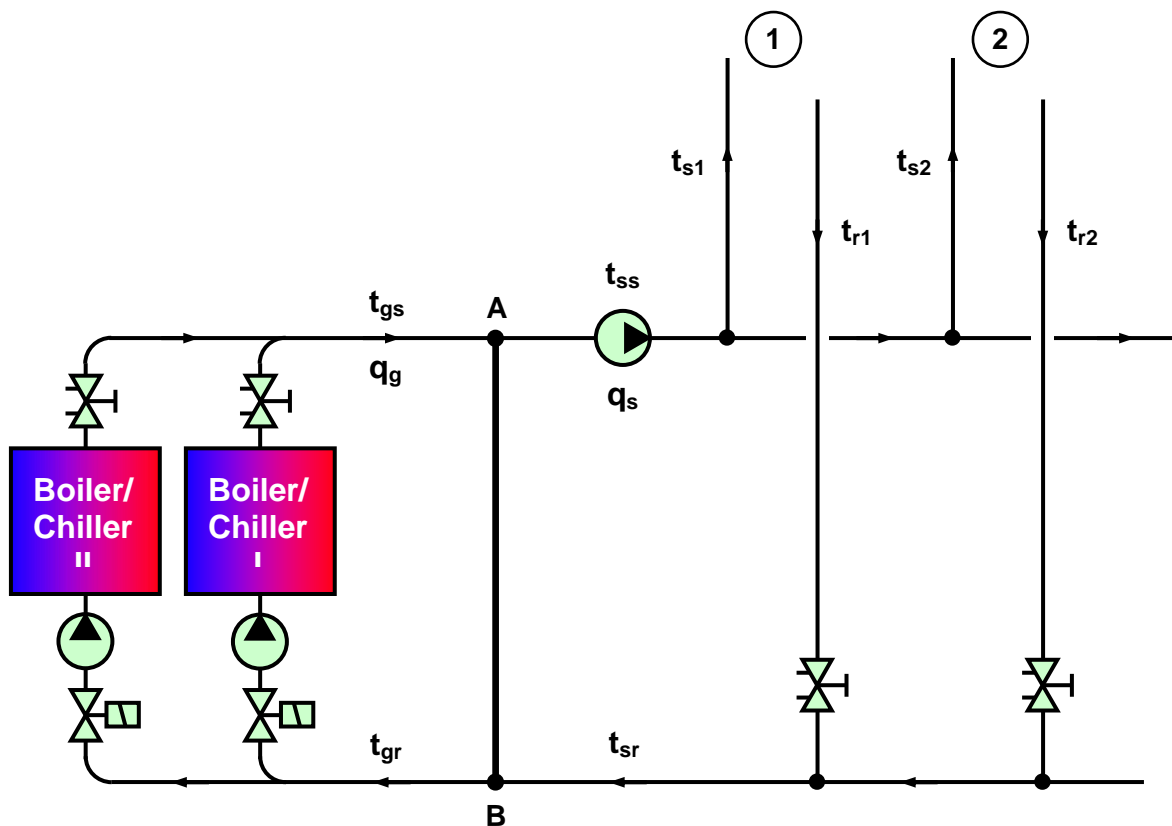 1
2
ts1
ts2
tr1
tr2
tss
tgs
A
qg
qs
Boiler/
Chiller
II
Boiler/
Chiller
I
tgr
tsr
B